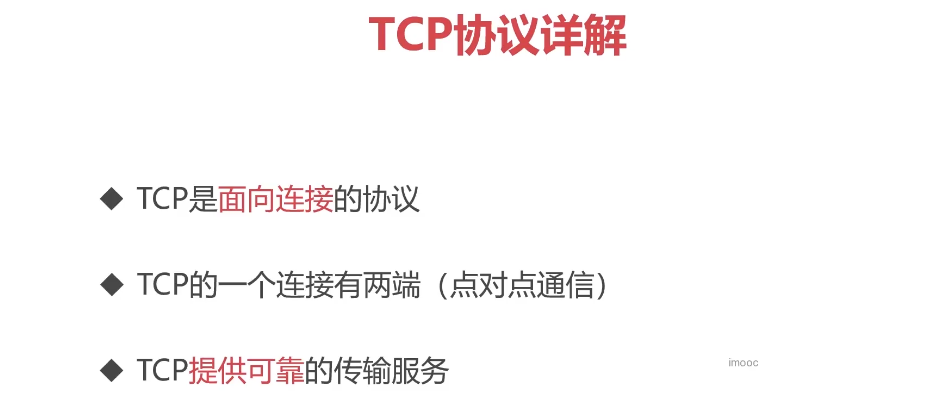 TCP协议详解
◆ TCP是面向连接的协议
◆ TCP的一个连接有两端（点对点通信）
◆ TCP提供可靠的传输服务
imooc